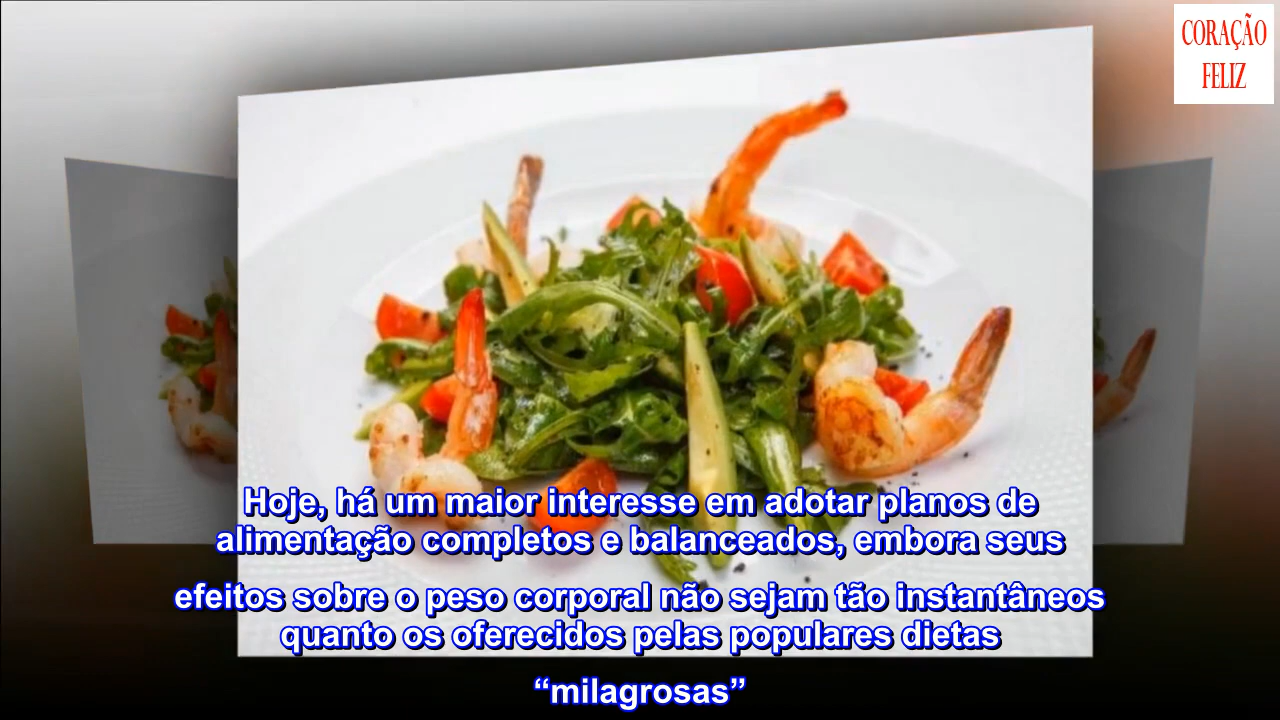 CORAÇÃO
FELIZ
Hoje, há um maior interesse em adotar planos de
alimentação completos e balanceados, embora seus
efeitos sobre o peso corporal não sejam tão instantâneos
quanto os oferecidos pelas populares dietas
“milagrosas”